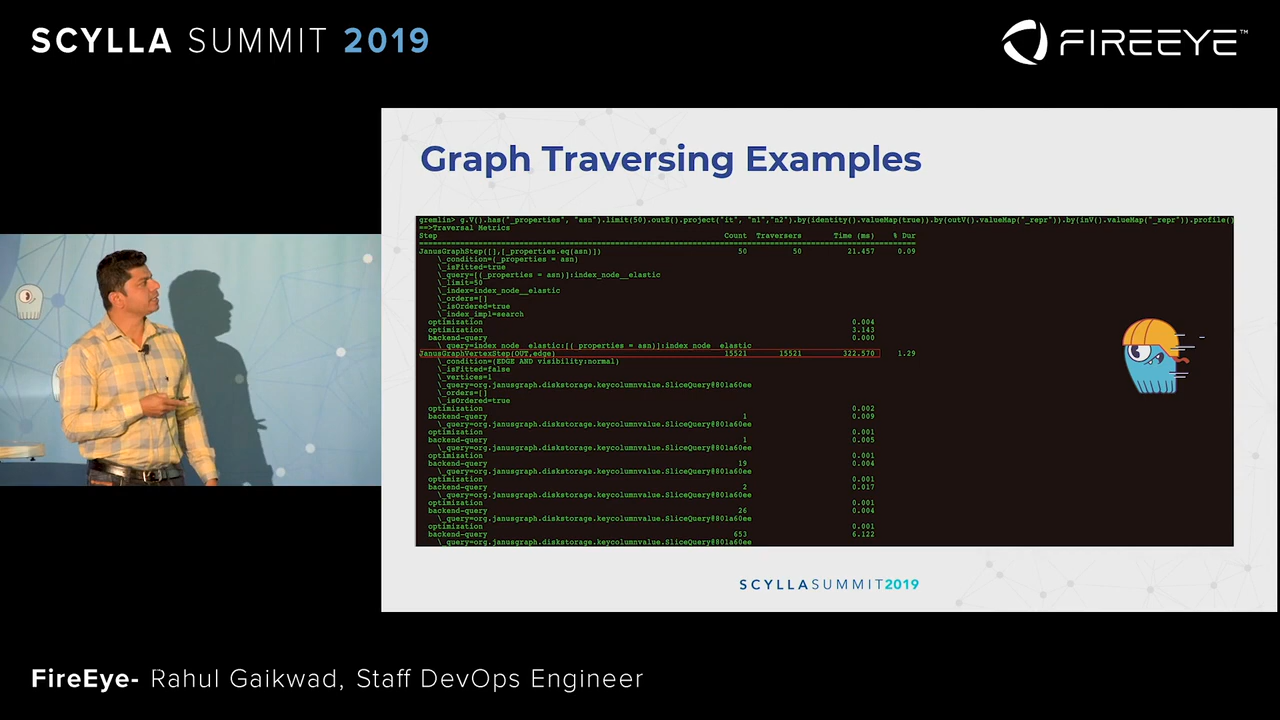 SCYLLA SUMMIT 2019
FIREEYE™
Graph Traversing Examples
gremlin> g.V().has("_properties", "asn").limit(50).outE().project("it", "n1","n2").by(identity().valueMap(true)).by(outV().valueMap("_repr")).by(inV().valueMap("_repr")).profile()
==>Traversal Metrics
Step Count Traversers Time (ms) % Dur
JanusGraphStep([],[_properties.eq(asn)]) 50 50 21.457 0.09
\_condition=(_properties = asn)
\_isFitted=true
\_query=[(_properties = asn)]:index_node__elastic
\_limit=50
\_index=index_node__elastic
\_orders=[]
\_isOrdered=true
\_index_impl=search
optimization 0.004
optimization 3.143
backend-query 0.000
\_query=index_node__elastic:[(_properties = asn)]:index_node__elastic
JanusGraphVertexStep(OUT,edge) 15521 15521 322.570 1.29
\_condition=(EDGE AND visibility:normal)
\_isFitted=false
\_vertices=1
\_query=org.janusgraph.diskstorage.keycolumnvalue.SliceQuery@801a60ee
\_orders=[]
\_isOrdered=true
optimization 0.002
backend-query 1 0.009
\_query=org.janusgraph.diskstorage.keycolumnvalue.SliceQuery@801a60ee
optimization 0.001
backend-query 1 0.005
\_query=org.janusgraph.diskstorage.keycolumnvalue.SliceQuery@801a60ee
optimization 0.001
backend-query 19 0.004
\_query=org.janusgraph.diskstorage.keycolumnvalue.SliceQuery@801a60ee
optimization 0.001
backend-query 2 0.017
\_query=org.janusgraph.diskstorage.keycolumnvalue.SliceQuery@801a60ee
optimization 0.001
backend-query 26 0.004
\_query=org.janusgraph.diskstorage.keycolumnvalue.SliceQuery@801a60ee
optimization 0.001
backend-query 653 6.122
\_query=org.janusgraph.diskstorage.keycolumnvalue.SliceQuery@801a60ee
SCYLLASUMMIT2019
FireEye- Rahul Gaikwad, Staff DevOps Engineer